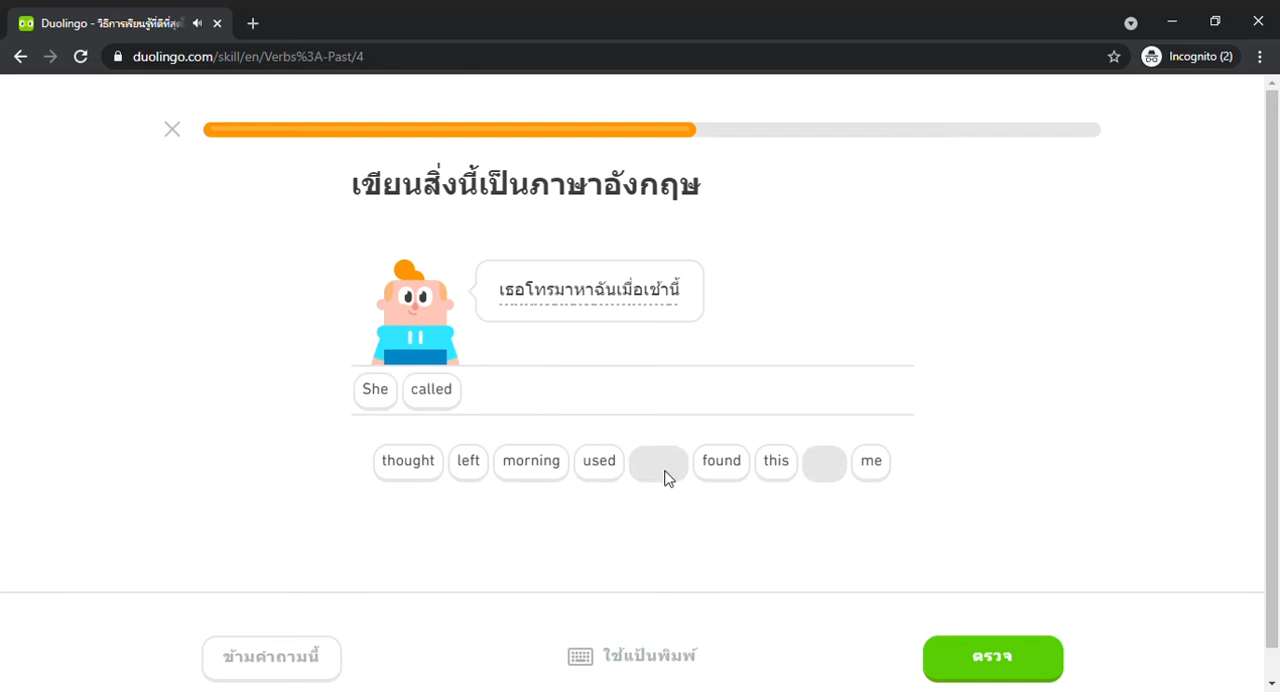 Duolingo - วิธีการเรียนรู้ที่ดีที่สุด
duolingo.com/skill/en/Verbs%3A-Past/4
Incognito (2)
เขียนสิ่งนี้เป็นภาษาอังกฤษ
เธอโทรมาหาฉันเมื่อเช้านี้
She called
thought left morning used found this me
ข้ามคำถามนี้ ใช้แป้นพิมพ์ ตรวจ